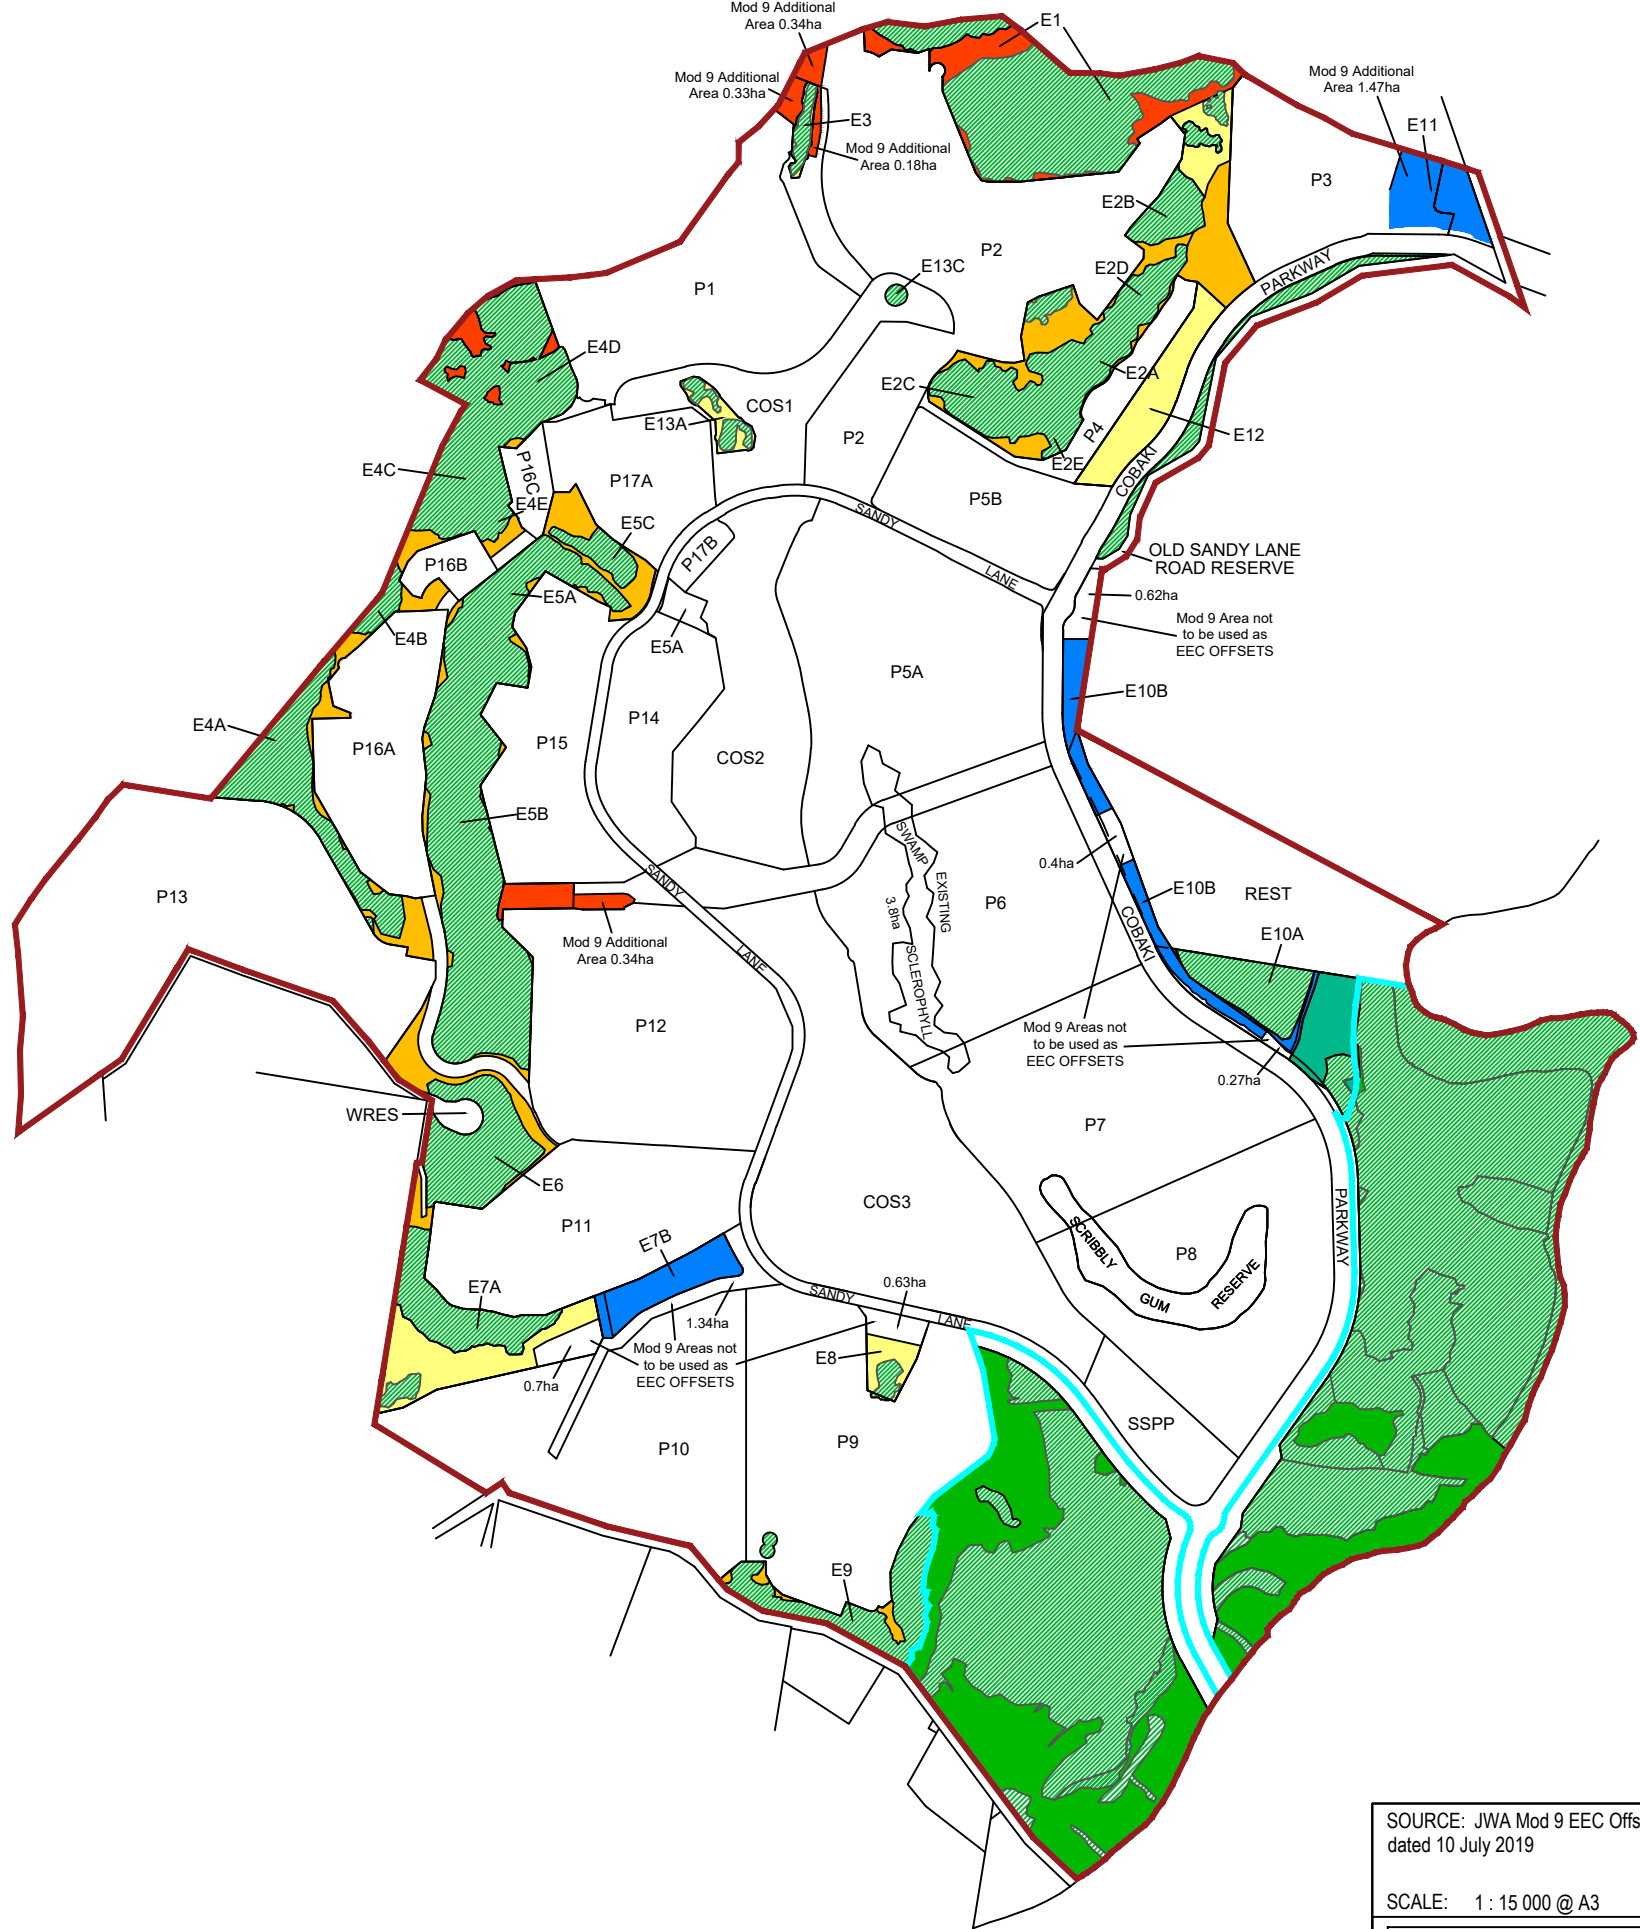 Mod 9 Additional
Area 0.34ha
E1
Mod 9 Additional
Area 0.33ha
E3
Mod 9 Additional
Area 0.18ha
Mod 9 Additional
Area 1.47ha
E11
P3
E2B
P2
E2D
E13C
PARKWAY
P1
E4D
E2C
E2A
COS1
E13A
P2
P4
E12
E2E
COBAKI
E4C
P16C
P17A
E4E
E5C
P5B
SANDY
LANE
P17B
OLD SANDY LANE
ROAD RESERVE
P16B
E5A
0.62ha
Mod 9 Area not
to be used as
EEC OFFSETS
E4B
E5A
P5A
E10B
E4A
P14
P15
P16A
COS2
E5B
SWAMP
EXISTING
3.8ha
SCLEROPHYLL
0.4ha
SANDY
LANE
P13
P6
E10B
REST
COBAKI
E10A
Mod 9 Additional
Area 0.34ha
P12
Mod 9 Areas not
to be used as
EEC OFFSETS
0.27ha
WRES
P7
E6
COS3
PARKWAY
P11
E7B
P8
SCRIBBLY
GUM
RESERVE
E7A
SANDY
LANE
0.63ha
1.34ha
Mod 9 Areas not
to be used as
EEC OFFSETS
0.7ha
E8
SSPP
P10
P9
E9
SOURCE: JWA Mod 9 EEC Offs
dated 10 July 2019
SCALE: 1 : 15 000 @ A3